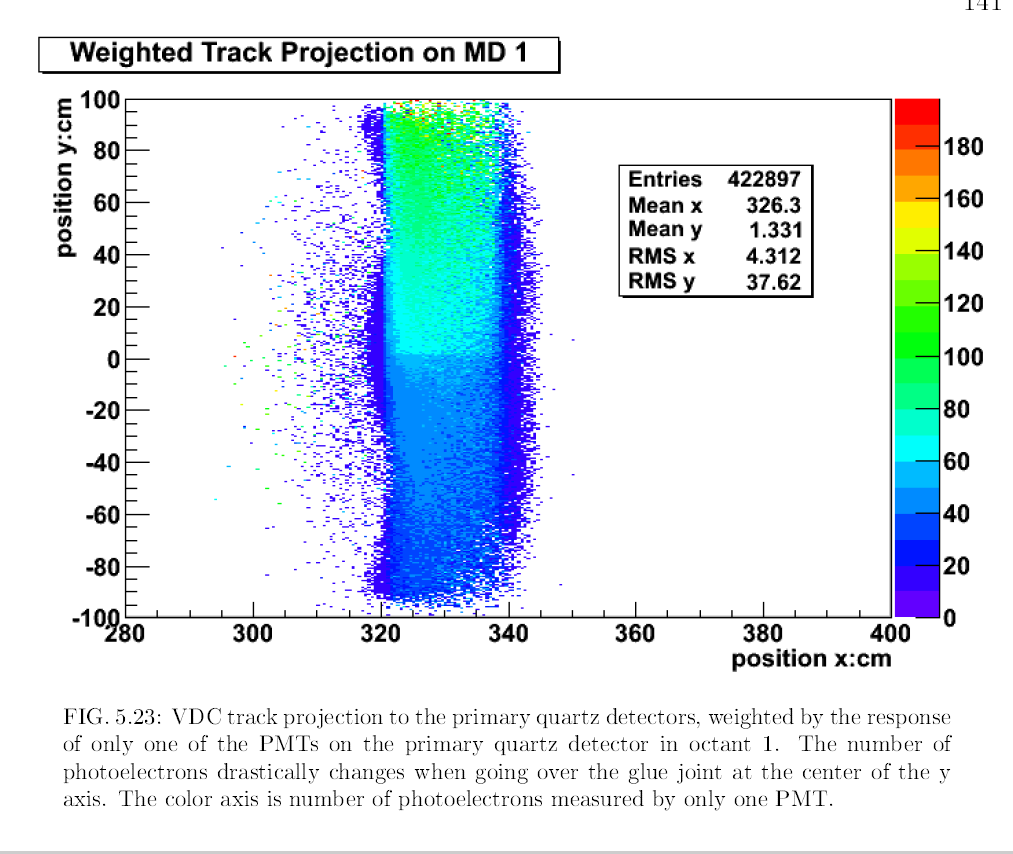 141
Weighted Track Projection on MD 1
position y:cm
100
80
60
40
20
0
-20
-40
-60
-80
-100
Entries 422897
Mean x 326.3
Mean y 1.331
RMS x 4.312
RMS y 37.62
180
160
140
120
100
80
60
40
20
0
280 300 320 340 360 380 400
position x:cm
FIG. 5.23: VDC track projection to the primary quartz detectors, weighted by the response
of only one of the PMTs on the primary quartz detector in octant 1. The number of
photoelectrons drastically changes when going over the glue joint at the center of the y
axis. The color axis is number of photoelectrons measured by only one PMT.